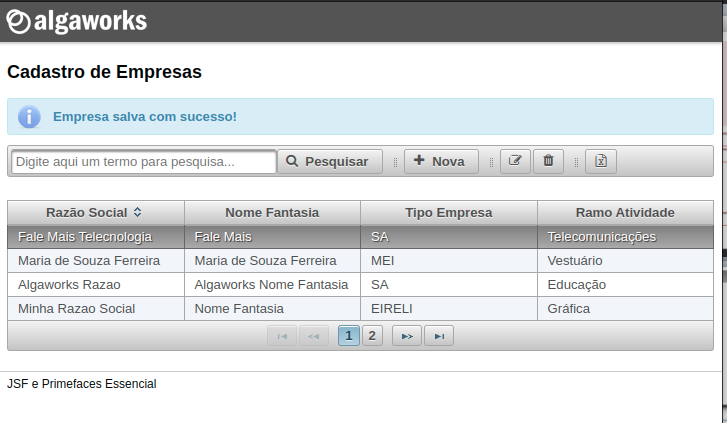 algaworks
Cadastro de Empresas
Empresa salva com sucesso!
Digite aqui um termo para pesquisa... Pesquisar Nova
Razão Social Nome Fantasia Tipo Empresa Ramo Atividade
Fale Mais Telecnologia Fale Mais SA Telecomunicações
Maria de Souza Ferreira Maria de Souza Ferreira MEI Vestuário
Algaworks Razao Algaworks Nome Fantasia SA Educação
Minha Razao Social Nome Fantasia EIRELI Gráfica
1 2
JSF e Primefaces Essencial